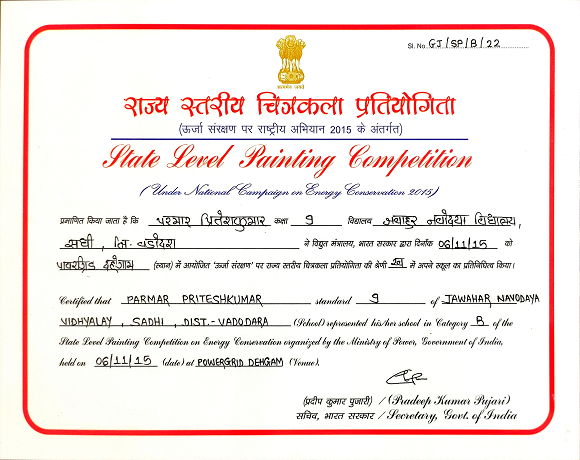 Sl. No. GJ/SP/B/22
सत्यमेव जयते
राज्य स्तरीय चित्रकला प्रतियोगिता
(ऊर्जा संरक्षण पर राष्ट्रीय अभियान 2015 के अंतर्गत)
State Level Painting Competition
(Under National Campaign on Energy Conservation 2015)
प्रमाणित किया जाता है कि परमार प्रितेशकुमार कक्षा 9 विद्यालय जवाहर नवोदया विधालय,
सधी, जि. वडोदरा ने विद्युत मंत्रालय, भारत सरकार द्वारा दिनाँक 06/11/15 को
पावरग्रिड दहेगाम (स्थान) में आयोजित 'ऊर्जा संरक्षण' पर राज्य स्तरीय चित्रकला प्रतियोगिता की श्रेणी में अपने स्कूल का प्रतिनिधित्व किया।
Certified that PARMAR PRITESHKUMAR standard 9 of JAWAHAR NAVODAYA
VIDHYALAY, SADHI, DIST.-VADODARA (School) represented his/her school in Category B of the
State Level Painting Competition on Energy Conservation organized by the Ministry of Power, Government of India,
held on 06/11/15 (date) at POWERGRID DEHGAM (Venue).
(प्रदीप कुमार पुजारी) / (Pradeep Kumar Pujari)
सचिव, भारत सरकार / Secretary, Govt. of India